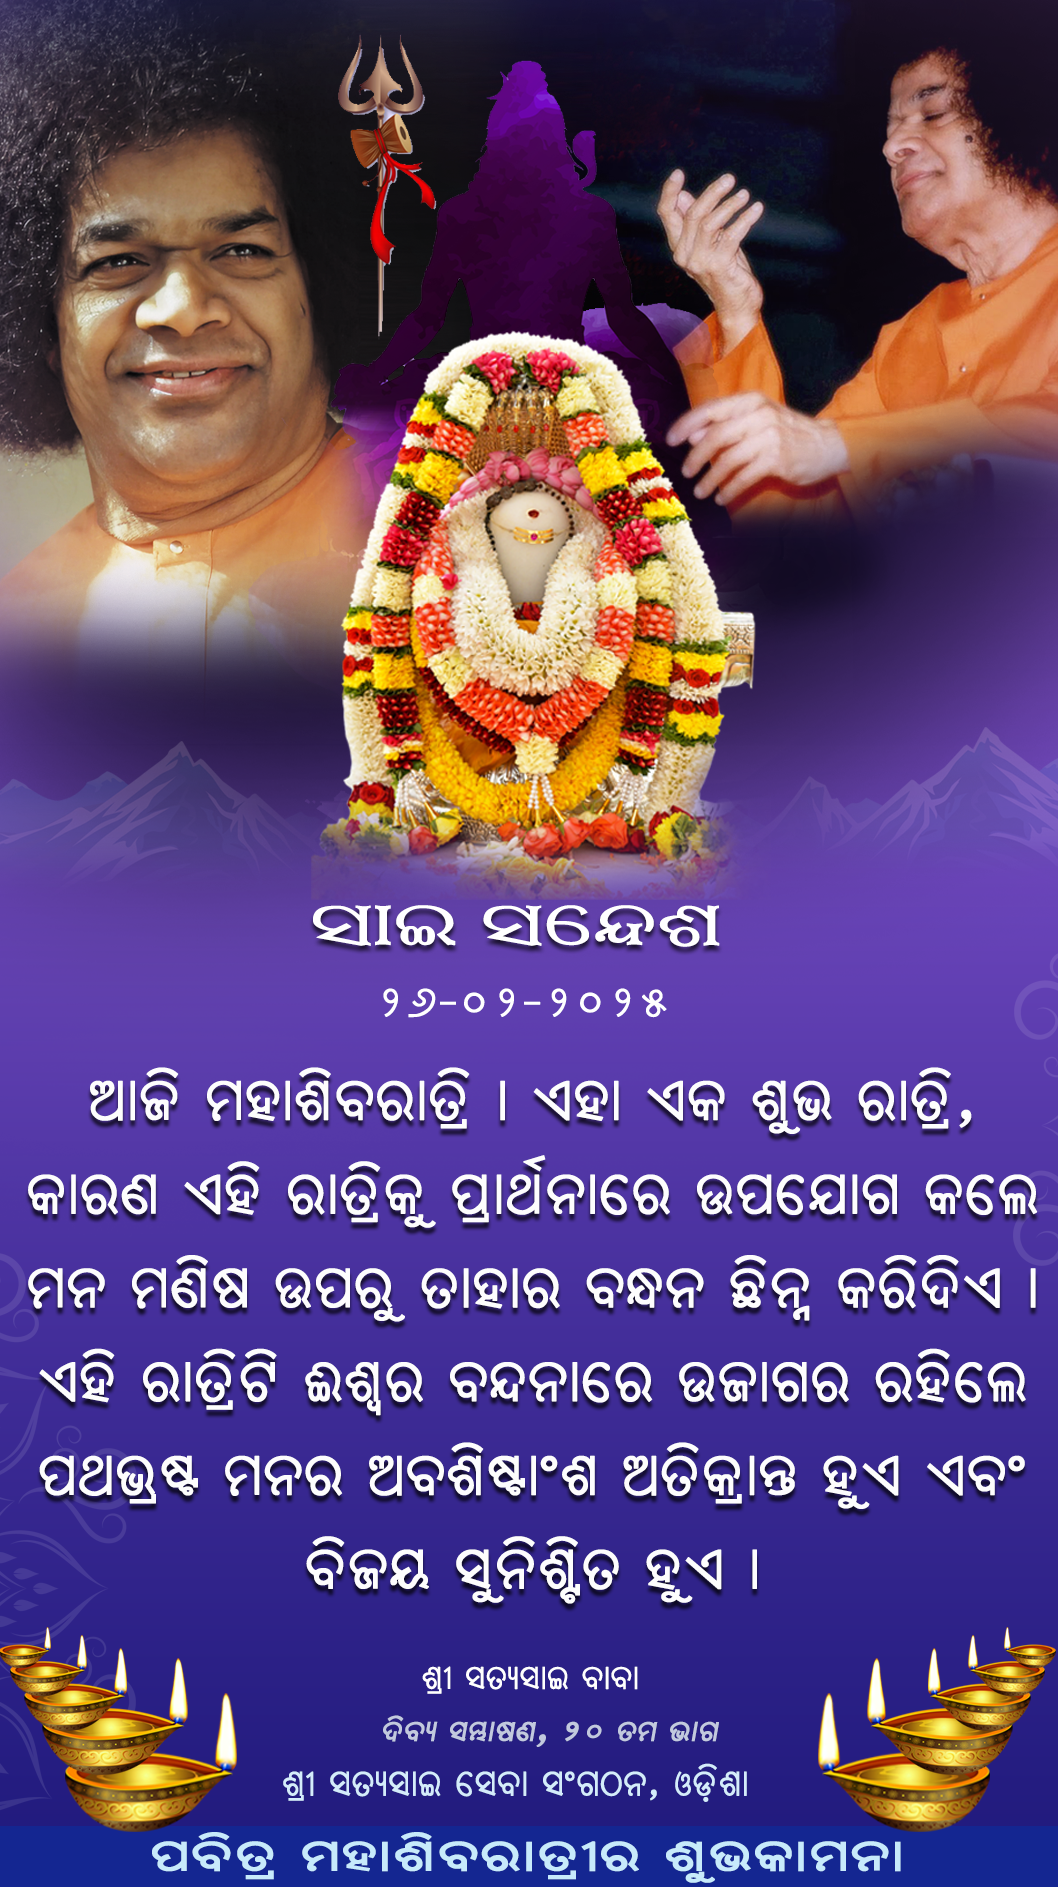 ସାଇ ସନ୍ଦେଶ
୨୬-୦୨-୨୦୨୫
ଆଜି ମହାଶିବରାତ୍ରି । ଏହା ଏକ ଶୁଭ ରାତ୍ରି,
କାରଣ ଏହି ରାତ୍ରିକୁ ପ୍ରାର୍ଥନାରେ ଉପଯୋଗ କଲେ
ମନ ମଣିଷ ଉପରୁ ତାହାର ବନ୍ଧନ ଛିନ୍ନ କରିଦିଏ ।
ଏହି ରାତ୍ରିଟି ଈଶ୍ୱର ବନ୍ଦନାରେ ଉଜାଗର ରହିଲେ
ପଥଭ୍ରଷ୍ଟ ମନର ଅବଶିଷ୍ଟାଂଶ ଅତିକ୍ରାନ୍ତ ହୁଏ ଏବଂ
ବିଜୟ ସୁନିଶ୍ଚିତ ହୁଏ ।
ଶ୍ରୀ ସତ୍ୟସାଇ ବାବା
ଦିବ୍ୟ ସମ୍ଭାଷଣ, ୨୦ ତମ ଭାଗ
ଶ୍ରୀ ସତ୍ୟସାଇ ସେବା ସଂଗଠନ, ଓଡ଼ିଶା
ପବିତ୍ର ମହାଶିବରାତ୍ରୀର ଶୁଭକାମନା